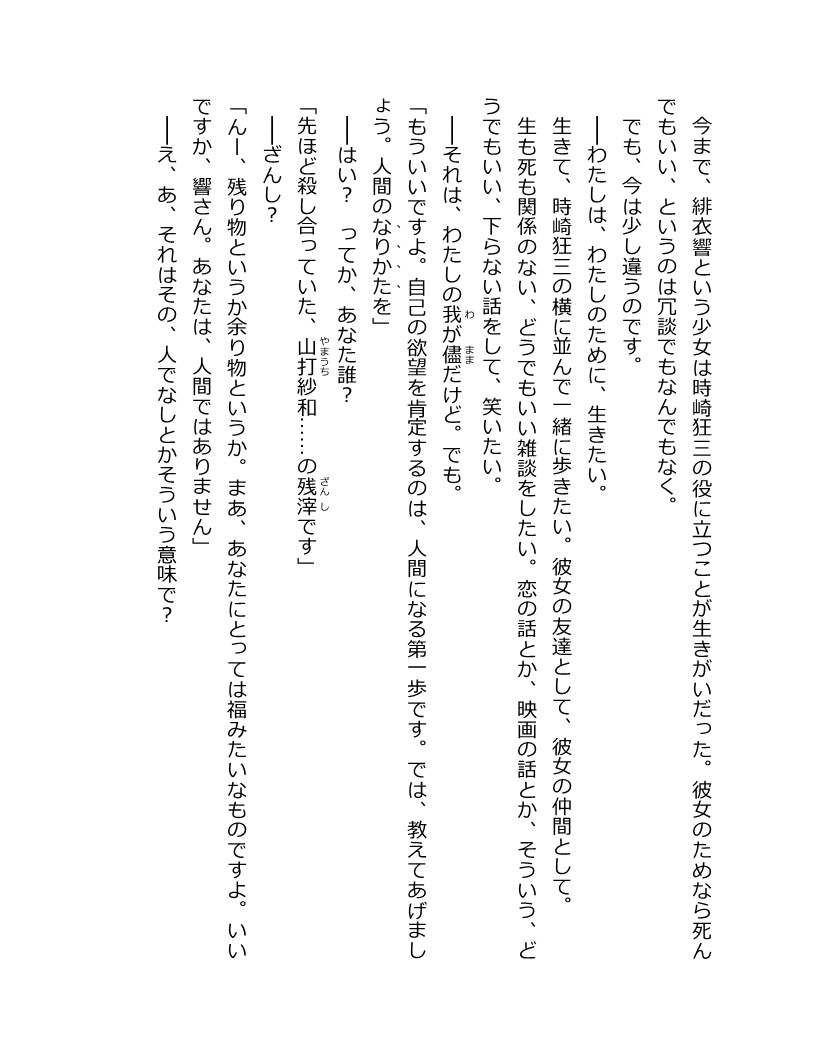 今まで、緋衣響という少女は時崎狂三の役に立つことが生きがいだった。彼女のためなら死ん
でもいい、というのは冗談でもなんでもなく。
　でも、今は少し違うのです。
　――わたしは、わたしのために、生きたい。
　生きて、時崎狂三の横に並んで一緒に歩きたい。彼女の友達として、彼女の仲間として。
　生も死も関係のない、どうでもいい雑談をしたい。恋の話とか、映画の話とか、そういう、ど
うでもいい、下らない話をして、笑いたい。
　――それは、わたしの我が儘だけど。でも。
「もういいですよ。自己の欲望を肯定するのは、人間になる第一歩です。では、教えてあげまし
ょう。人間のなりかたを」
　――はい？　ってか、あなた誰？
「先ほど殺し合っていた、山打紗和……の残滓です」
　――ざんし？
「んー、残り物というか余り物というか。まあ、あなたにとっては福みたいなものですよ。いい
ですか、響さん。あなたは、人間ではありません」
　――え、あ、それはその、人でなしとかそういう意味で？